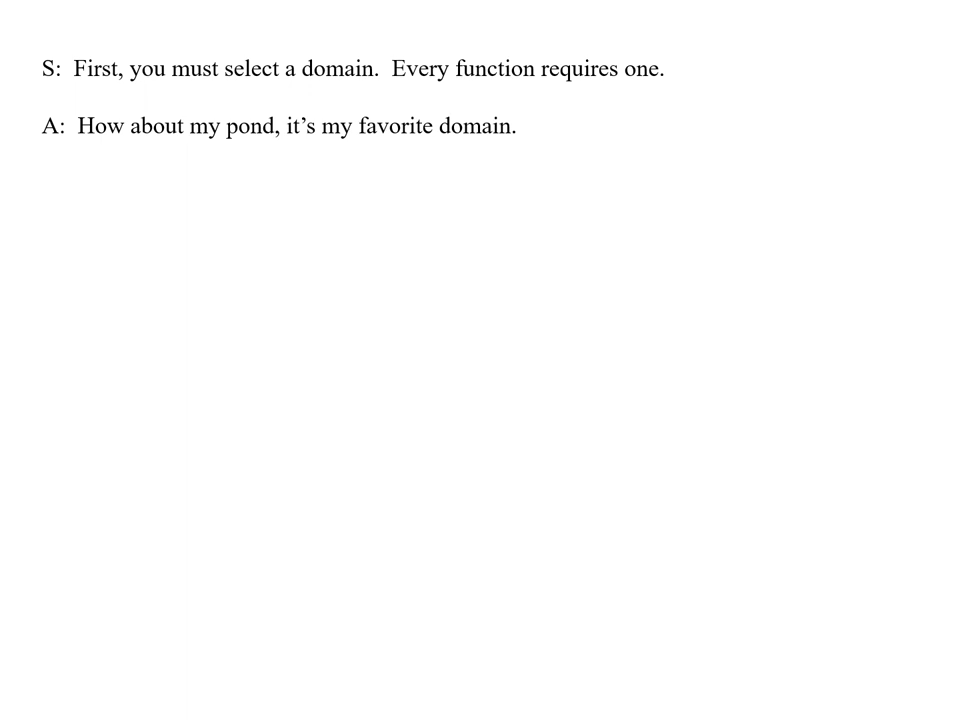 S:  First, you must select a domain.  Every function requires one.
A:  How about my pond, it’s my favorite domain.